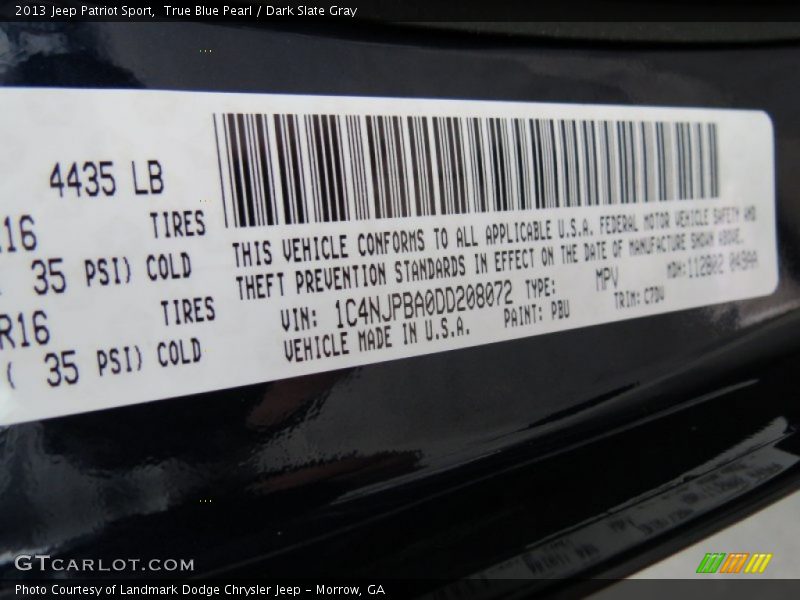 2013 Jeep Patriot Sport, True Blue Pearl / Dark Slate Gray
4435 LB
R16 TIRES
35 PSI) COLD
R16 TIRES
( 35 PSI) COLD
THIS VEHICLE CONFORMS TO ALL APPLICABLE U.S.A. FEDERAL MOTOR VEHICLE SAFETY AND
THEFT PREVENTION STANDARDS IN EFFECT ON THE DATE OF MANUFACTURE SHOWN ABOVE.
VIN: 1C4NJPBA0DD208072 TYPE: MPV MDH:112802
VEHICLE MADE IN U.S.A. PAINT: PBU TRIM:
GTCARLOT.COM
Photo Courtesy of Landmark Dodge Chrysler Jeep - Morrow, GA